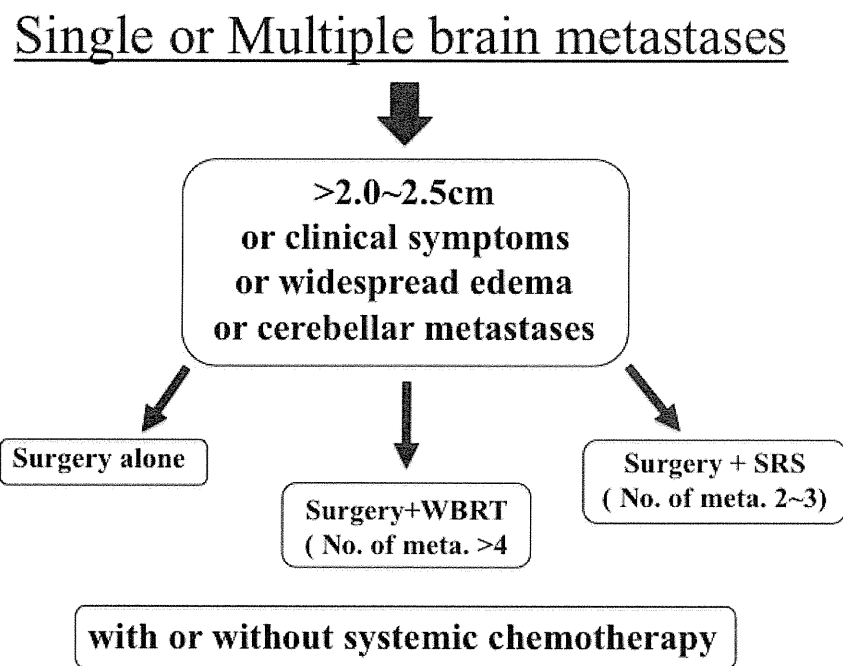 Single or Multiple brain metastases
>2.0~2.5cm
or clinical symptoms
or widespread edema
or cerebellar metastases
Surgery alone
Surgery+WBRT
( No. of meta. >4
Surgery + SRS
( No. of meta. 2~3)
with or without systemic chemotherapy